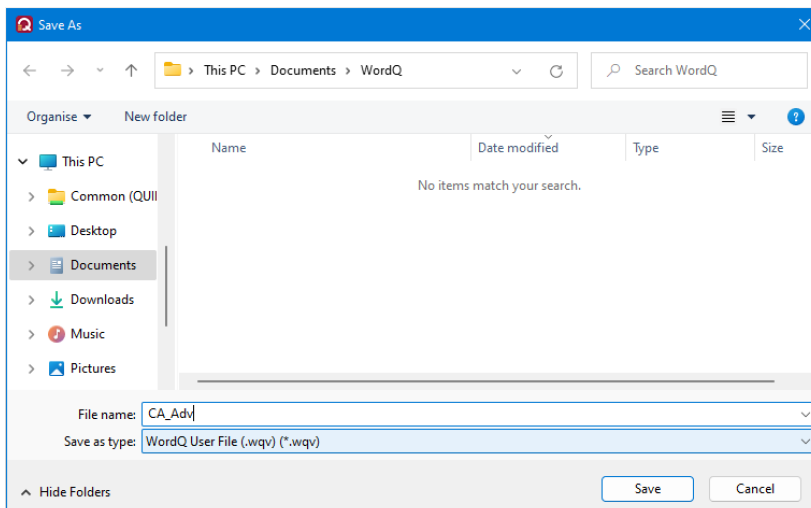 Save As
This PC > Documents > WordQ
Search WordQ
Organise
New folder
Name
Date modified
Type
Size
No items match your search.
This PC
Common (QUII
Desktop
Documents
Downloads
Music
Pictures
File name: CA_Adv
Save as type: WordQ User File (.wqv) (*.wqv)
Hide Folders
Save
Cancel